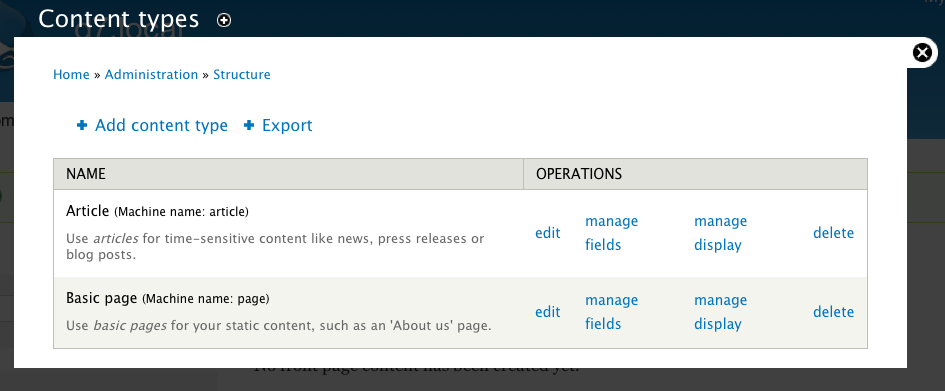 Content types
d7.local
Home » Administration » Structure
Add content type
Export
NAME
OPERATIONS
Article (Machine name: article)
Use articles for time-sensitive content like news, press releases or
blog posts.
edit
manage
fields
manage
display
delete
Basic page (Machine name: page)
Use basic pages for your static content, such as an 'About us' page.
edit
manage
fields
manage
display
delete
No front page content has been created yet.